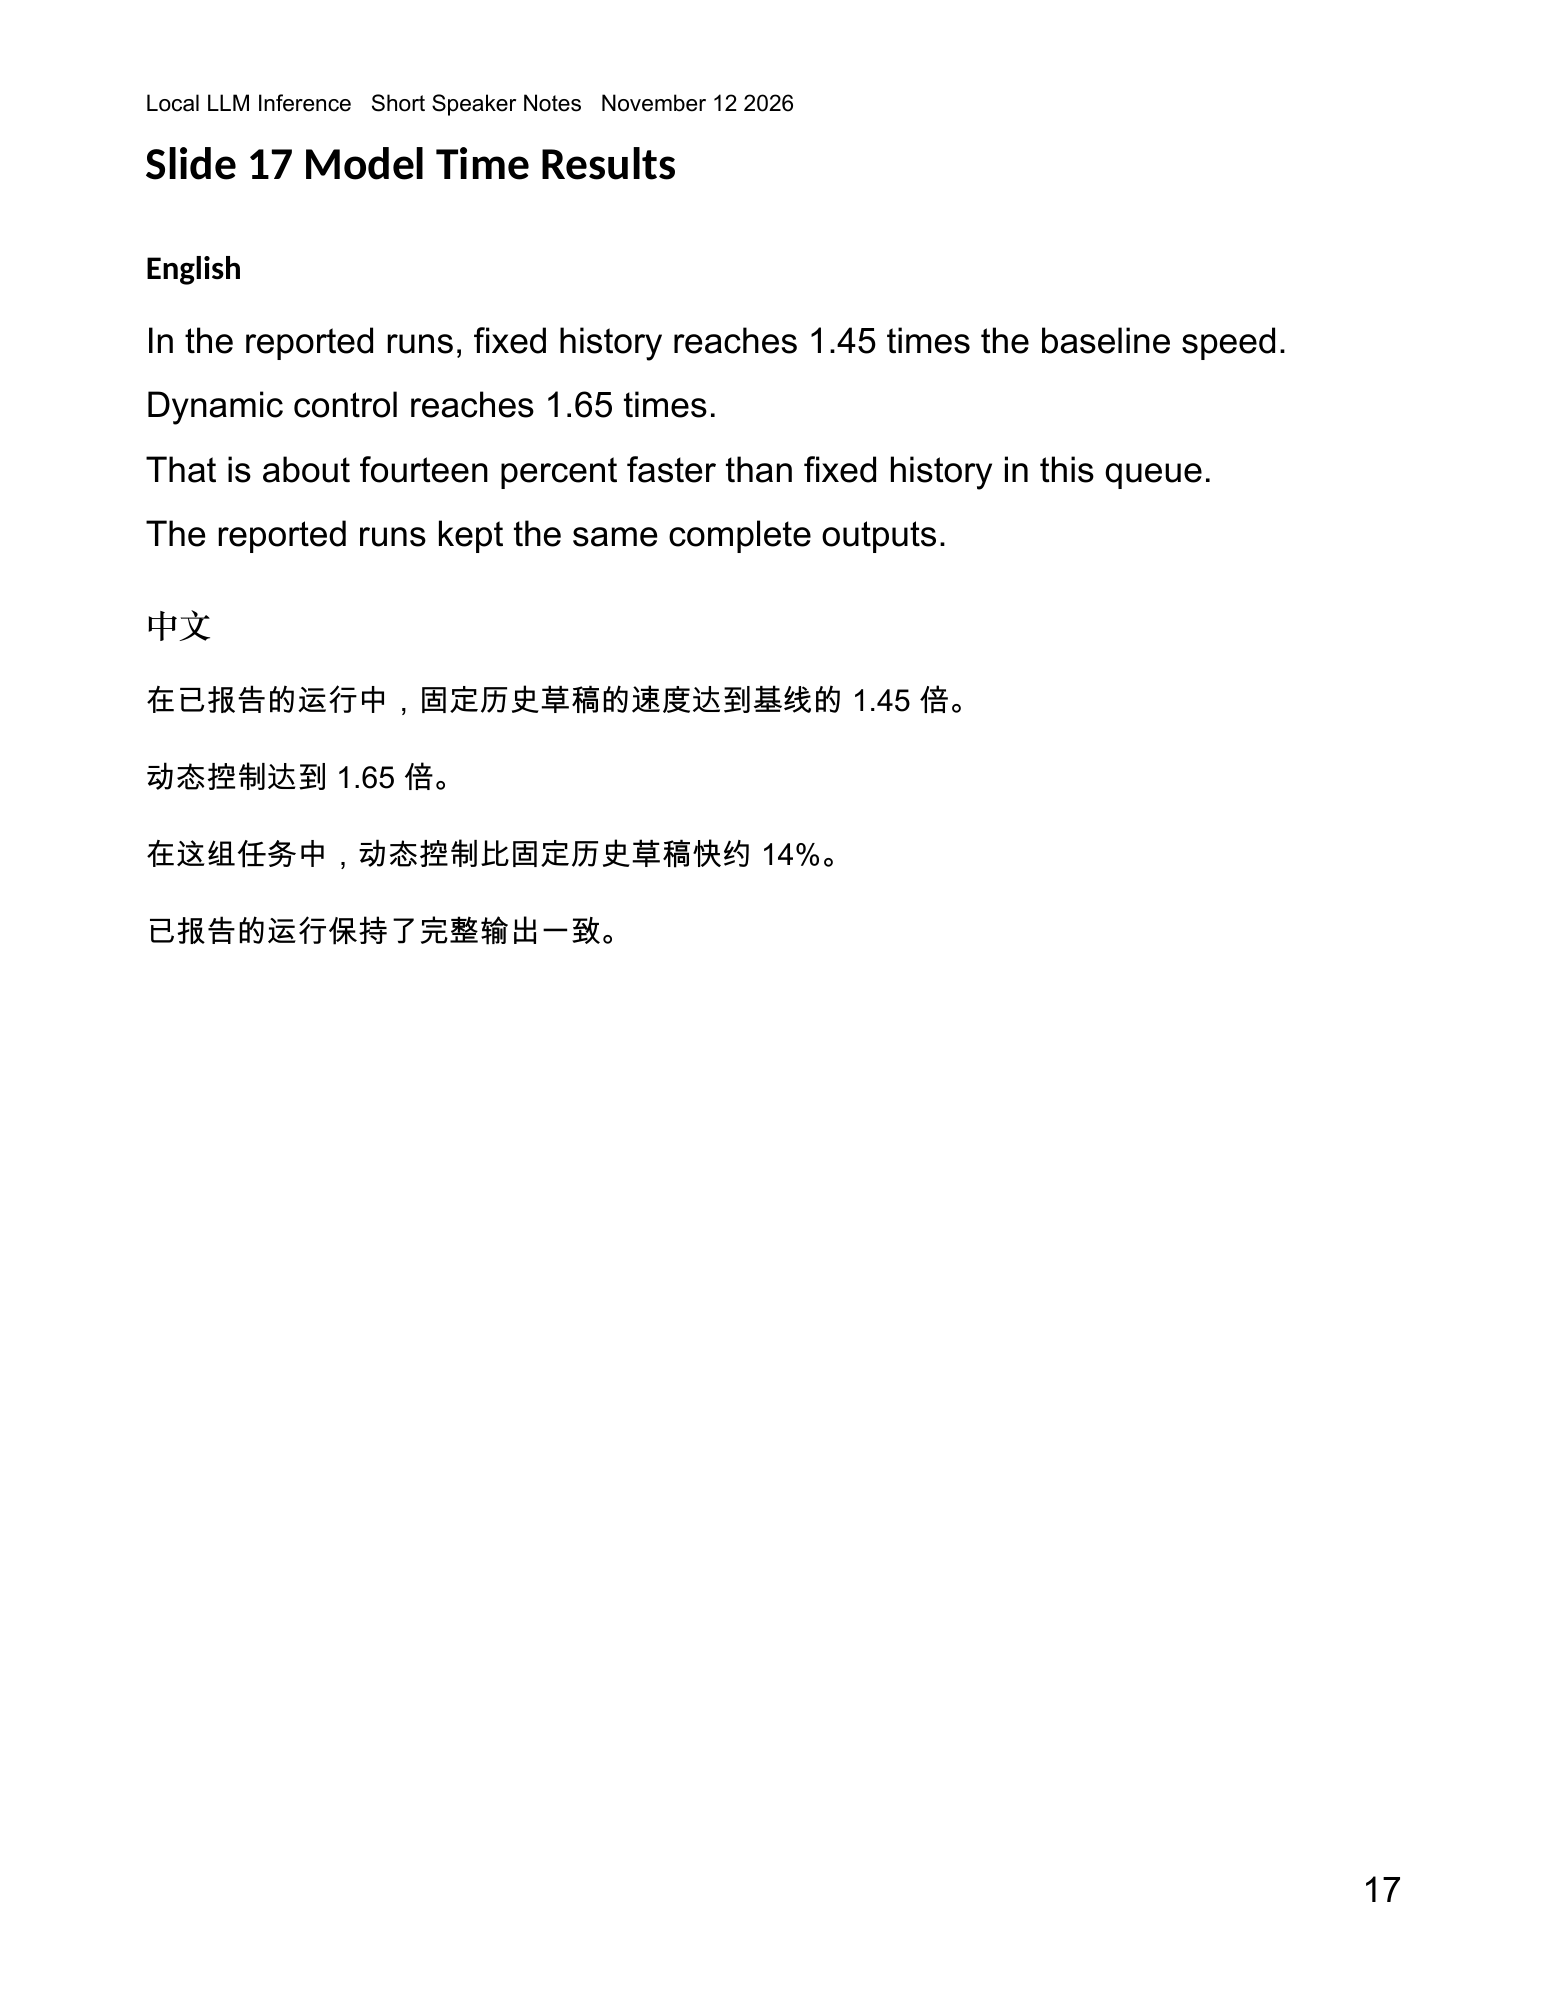 Local LLM Inference Short Speaker Notes November 12 2026
Slide 17 Model Time Results
English
In the reported runs, fixed history reaches 1.45 times the baseline speed.
Dynamic control reaches 1.65 times.
That is about fourteen percent faster than fixed history in this queue.
The reported runs kept the same complete outputs.
中文
在已报告的运行中，固定历史草稿的速度达到基线的 1.45 倍。
动态控制达到 1.65 倍。
在这组任务中，动态控制比固定历史草稿快约 14%。
已报告的运行保持了完整输出一致。
17